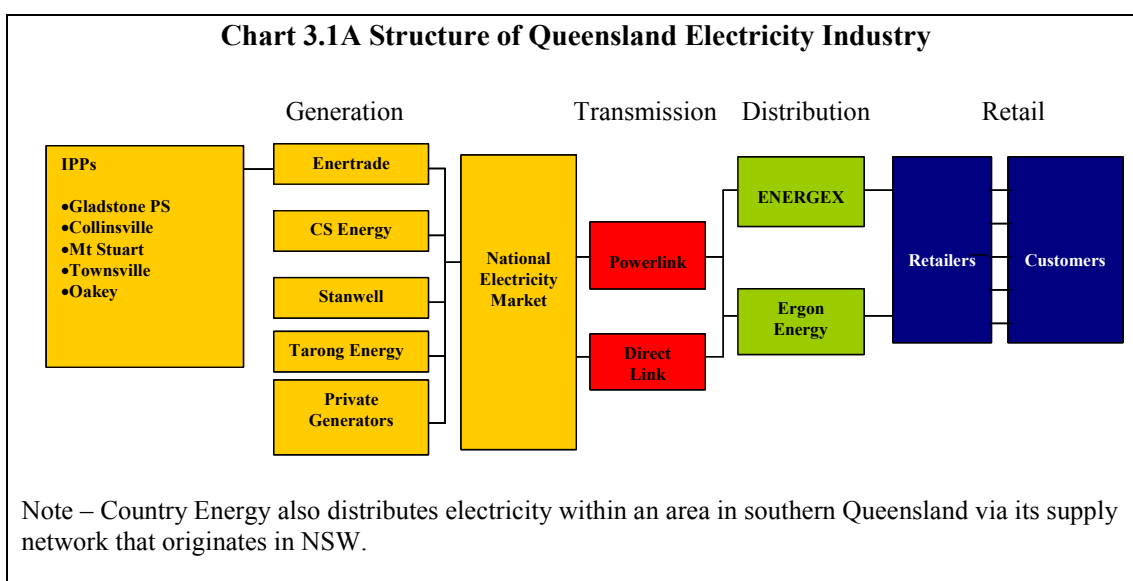 Chart 3.1A Structure of Queensland Electricity Industry
Generation
Transmission
Distribution
Retail
IPPs
•Gladstone PS
•Collinsville
•Mt Stuart
•Townsville
•Oakey
Enertrade
CS Energy
Stanwell
Tarong Energy
Private
Generators
National
Electricity
Market
Powerlink
Direct
Link
ENERGEX
Ergon
Energy
Retailers
Customers
Note – Country Energy also distributes electricity within an area in southern Queensland via its supply
network that originates in NSW.